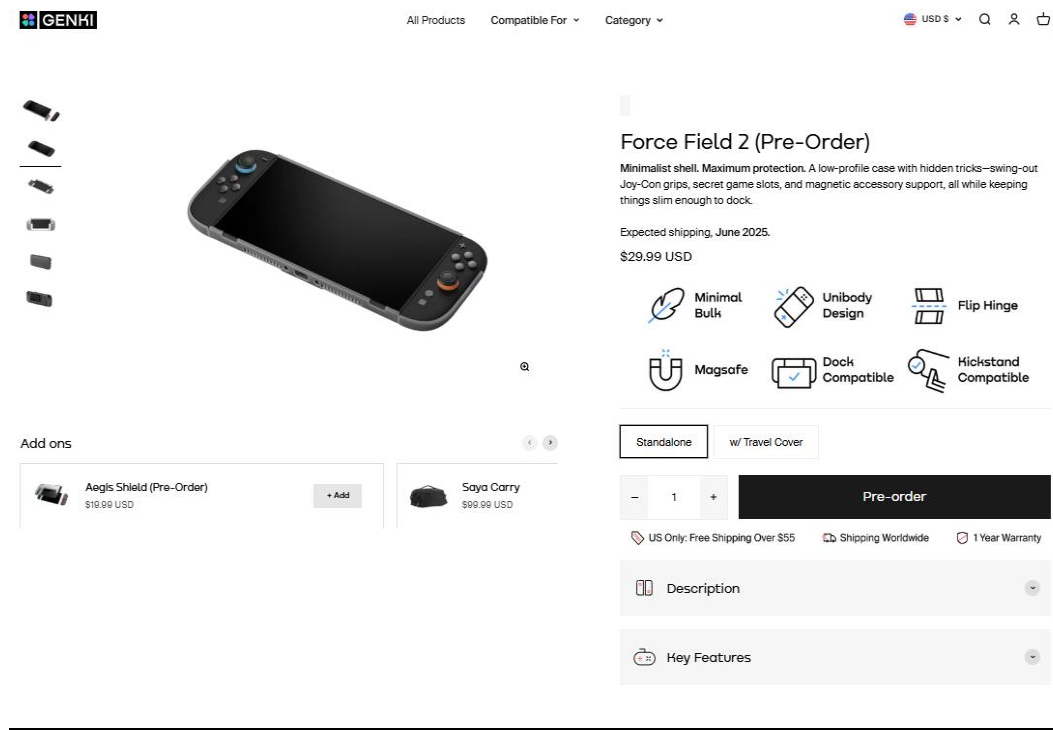 GENKI
All Products
Compatible For
Category
USD $
Force Field 2 (Pre-Order)
Minimalist shell. Maximum protection. A low-profile case with hidden tricks—swing-out
Joy-Con grips, secret game slots, and magnetic accessory support, all while keeping
things slim enough to dock.
Expected shipping, June 2025.
$29.99 USD
Minimal
Bulk
Unibody
Design
Flip Hinge
Magsafe
Dock
Compatible
Kickstand
Compatible
Standalone
w/ Travel Cover
− 1 +
Pre-order
US Only: Free Shipping Over $55
Shipping Worldwide
1 Year Warranty
Description
Key Features
Add ons
Aegis Shield (Pre-Order)
$19.99 USD
+ Add
Saya Carry
$99.99 USD